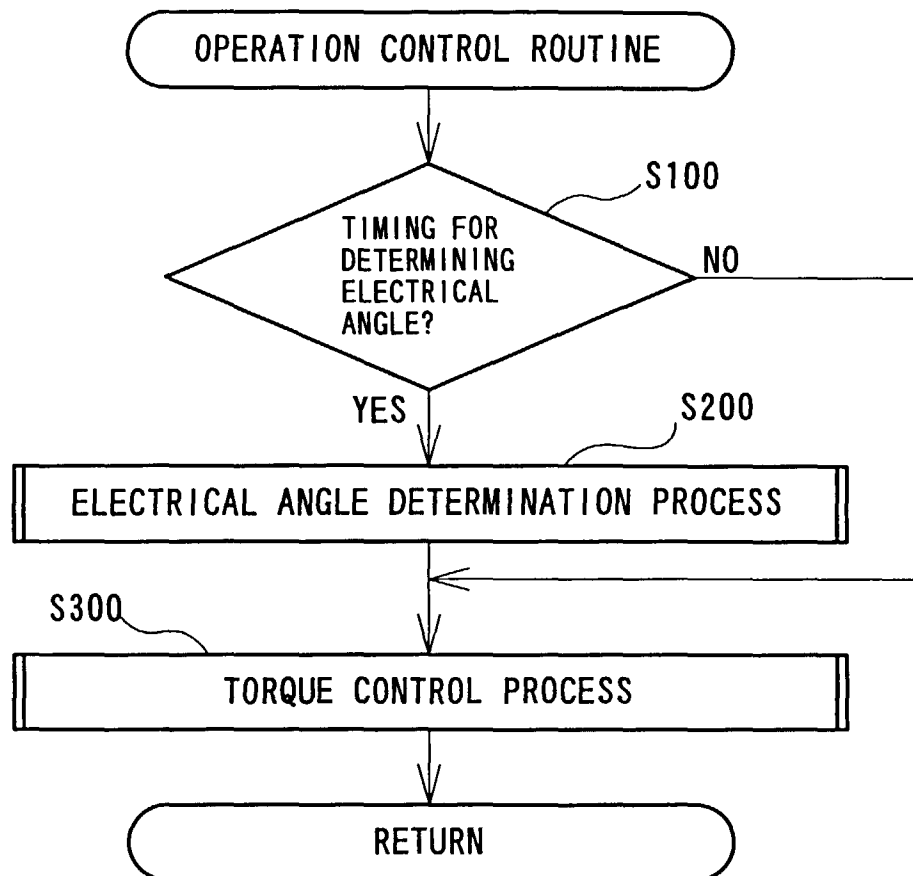 OPERATION CONTROL ROUTINE
S100
TIMING FOR
DETERMINING
ELECTRICAL
ANGLE?
NO
YES
S200
ELECTRICAL ANGLE DETERMINATION PROCESS
S300
TORQUE CONTROL PROCESS
RETURN